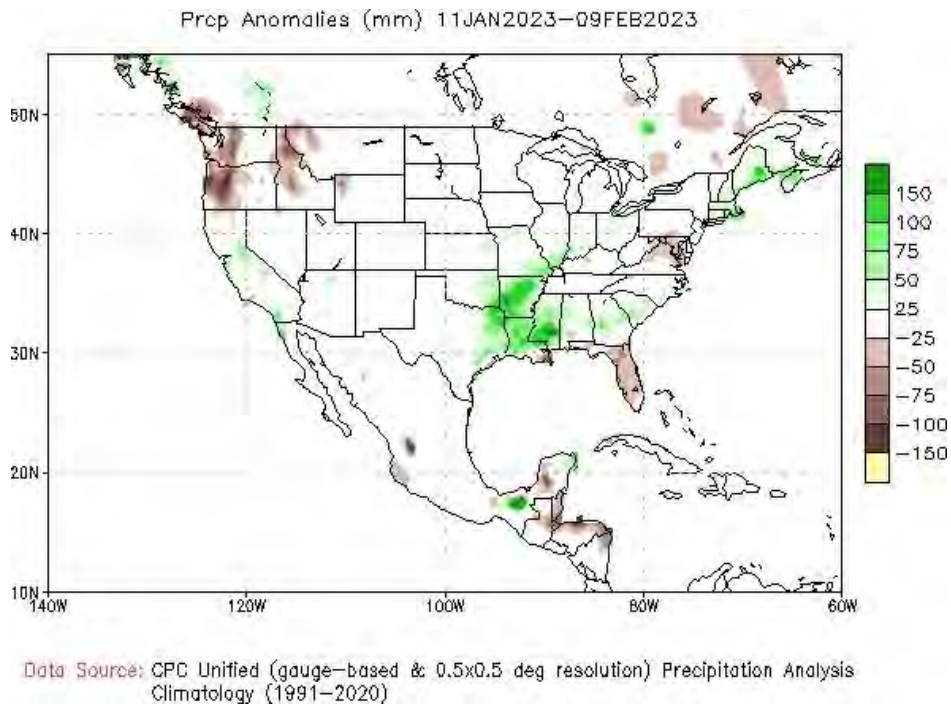 Prcp Anomalies (mm) 11JAN2023–09FEB2023
50N
40N
30N
20N
10N
140W
120W
100W
80W
60W
150
100
75
50
25
−25
−50
−75
−100
−150
Data Source: CPC Unified (gauge-based & 0.5x0.5 deg resolution) Precipitation Analysis
Climatology (1991–2020)